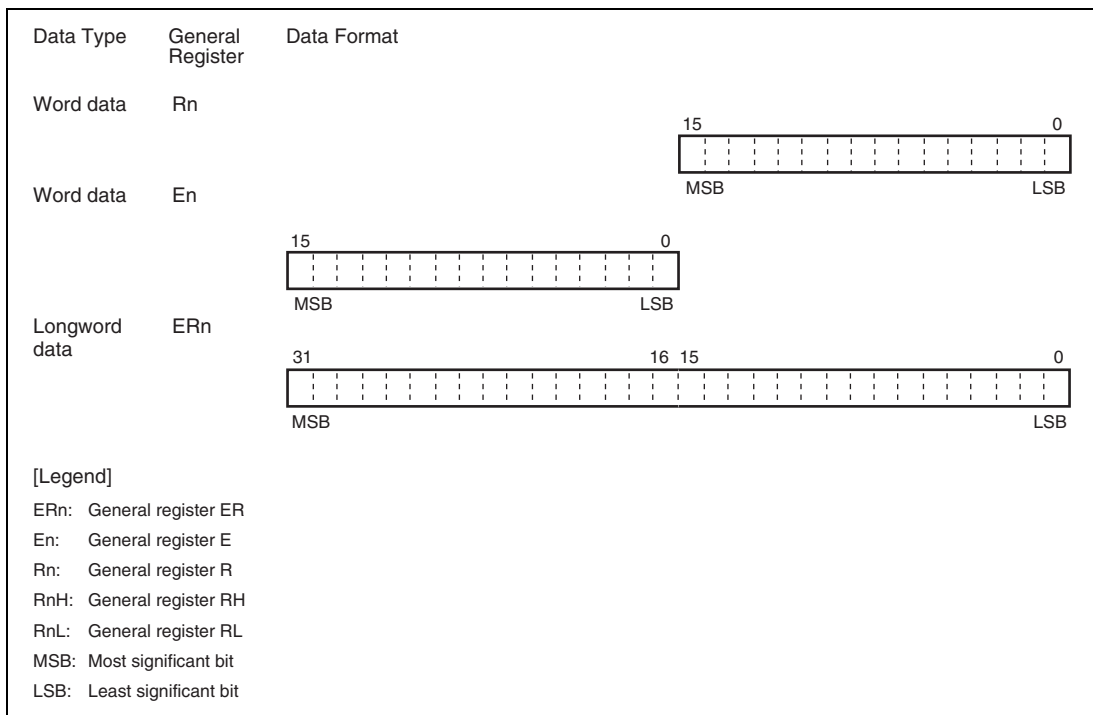 Data Type General Register Data Format
Word data Rn
15 0
MSB LSB
Word data En
15 0
MSB LSB
Longword data ERn
31 16 15 0
MSB LSB
[Legend]
ERn: General register ER
En: General register E
Rn: General register R
RnH: General register RH
RnL: General register RL
MSB: Most significant bit
LSB: Least significant bit